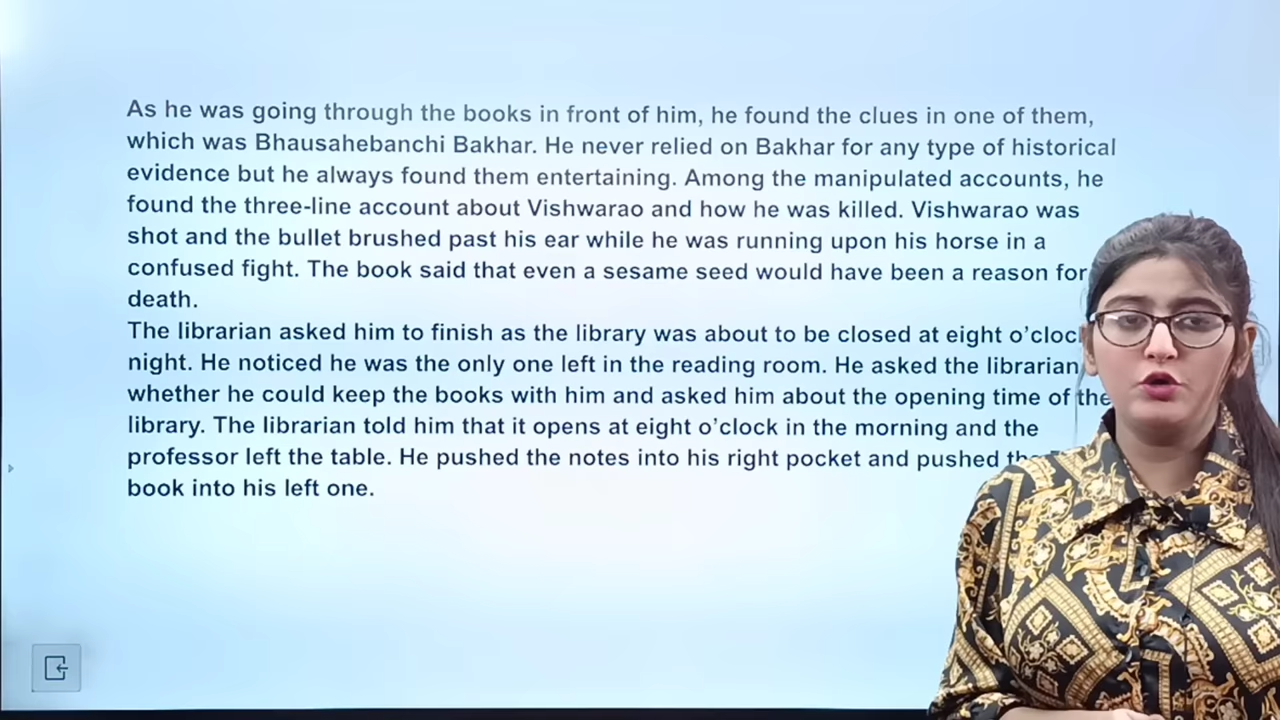 As he was going through the books in front of him, he found the clues in one of them,
which was Bhausahebanchi Bakhar. He never relied on Bakhar for any type of historical
evidence but he always found them entertaining. Among the manipulated accounts, he
found the three-line account about Vishwarao and how he was killed. Vishwarao was
shot and the bullet brushed past his ear while he was running upon his horse in a
confused fight. The book said that even a sesame seed would have been a reason for
death.
The librarian asked him to finish as the library was about to be closed at eight
night. He noticed he was the only one left in the reading room. He asked the librarian
whether he could keep the books with him and asked him about the opening time of the
library. The librarian told him that it opens at eight o'clock in the morning and the
professor left the table. He pushed the notes into his right pocket and pushed
book into his left one.